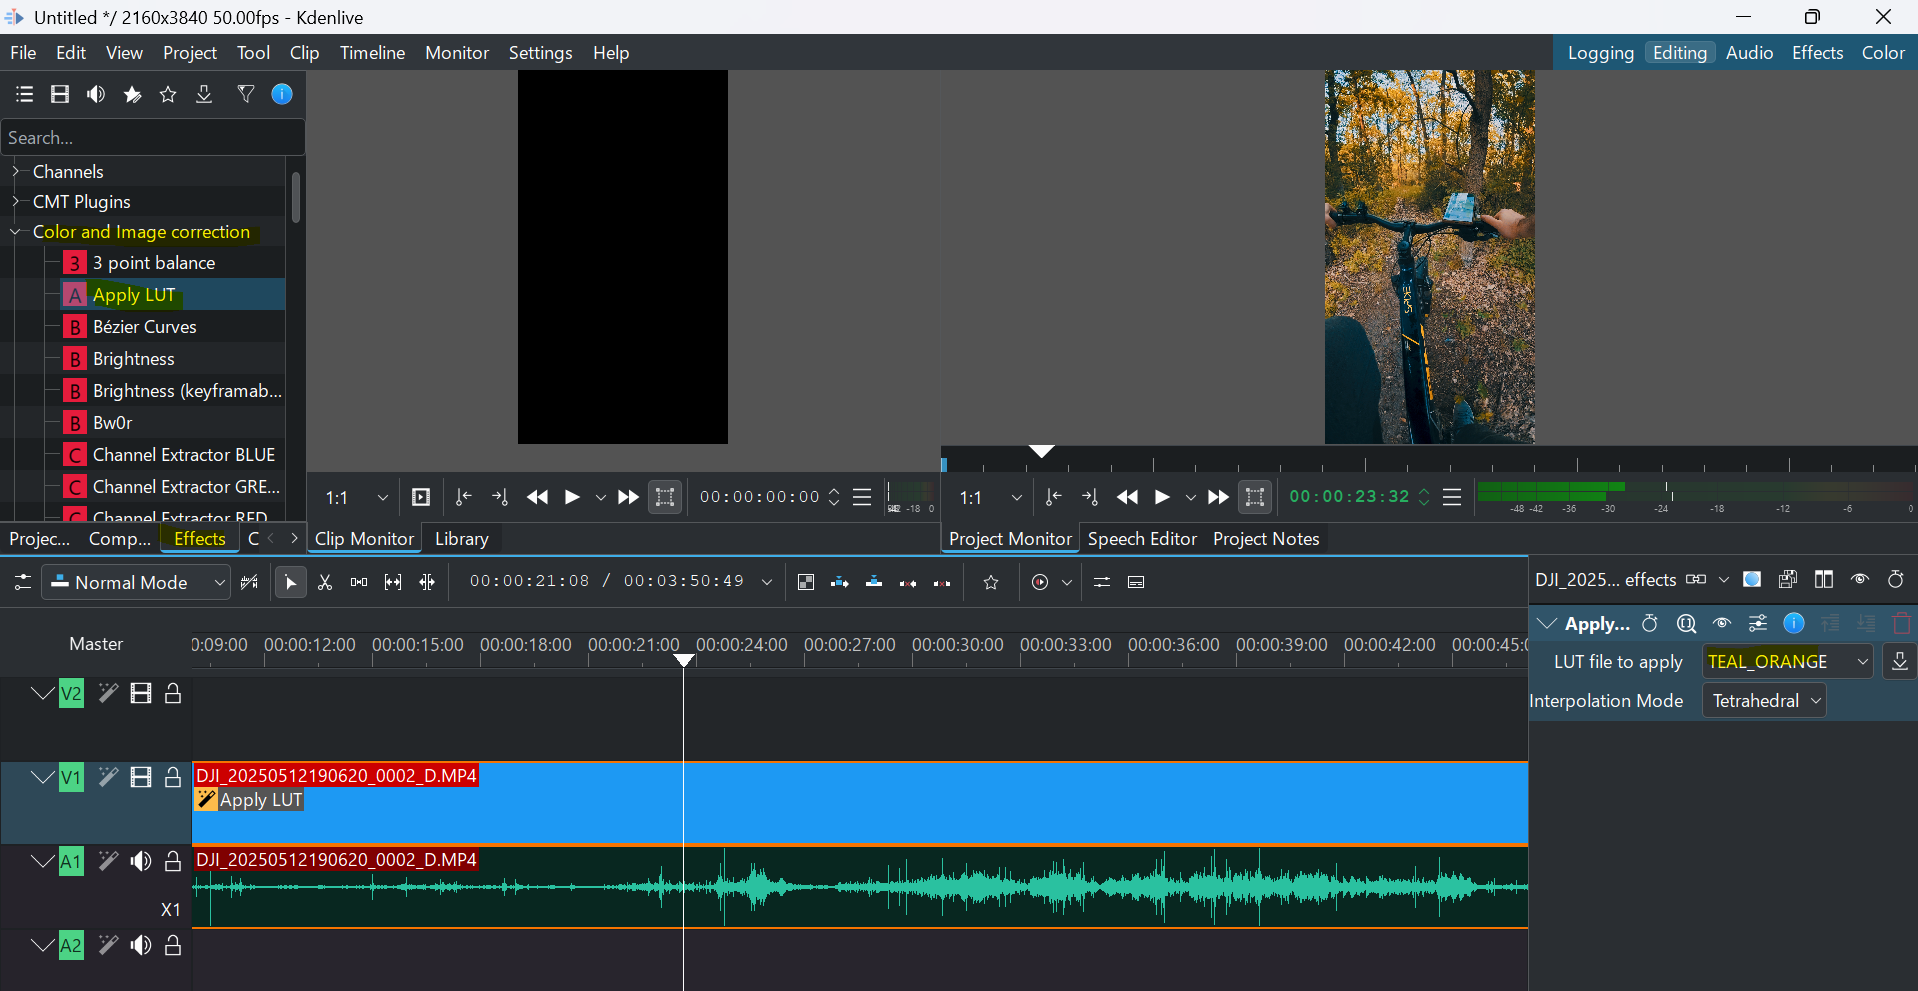 Untitled */ 2160x3840 50.00fps - Kdenlive
File Edit View Project Tool Clip Timeline Monitor Settings Help
Logging Editing Audio Effects Color
Search...
Channels
CMT Plugins
Color and Image correction
3 3 point balance
A Apply LUT
B Bézier Curves
B Brightness
B Brightness (keyframab...
B Bw0r
C Channel Extractor BLUE
C Channel Extractor GRE...
C Channel Extractor RED
Projec... Comp... Effects C
1:1 00:00:00:00 -18 0
Clip Monitor Library
1:1 00:00:23:32 -48 -42 -36 -30 -24 -18 -12 -6 0
Project Monitor Speech Editor Project Notes
Normal Mode 00:00:21:08 / 00:03:50:49
Master 0:09:00 00:00:12:00 00:00:15:00 00:00:18:00 00:00:21:00 00:00:24:00 00:00:27:00 00:00:30:00 00:00:33:00 00:00:36:00 00:00:39:00 00:00:42:00 00:00:45:0
V2
V1 DJI_20250512190620_0002_D.MP4
Apply LUT
A1 DJI_20250512190620_0002_D.MP4
X1
A2
DJI_2025... effects
Apply...
LUT file to apply TEAL_ORANGE
Interpolation Mode Tetrahedral